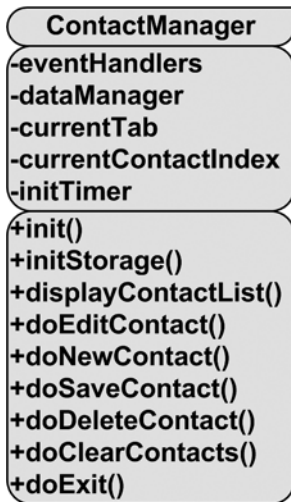 ContactManager
-eventHandlers
-dataManager
-currentTab
-currentContactIndex
-initTimer
+init()
+initStorage()
+displayContactList()
+doEditContact()
+doNewContact()
+doSaveContact()
+doDeleteContact()
+doClearContacts()
+doExit()